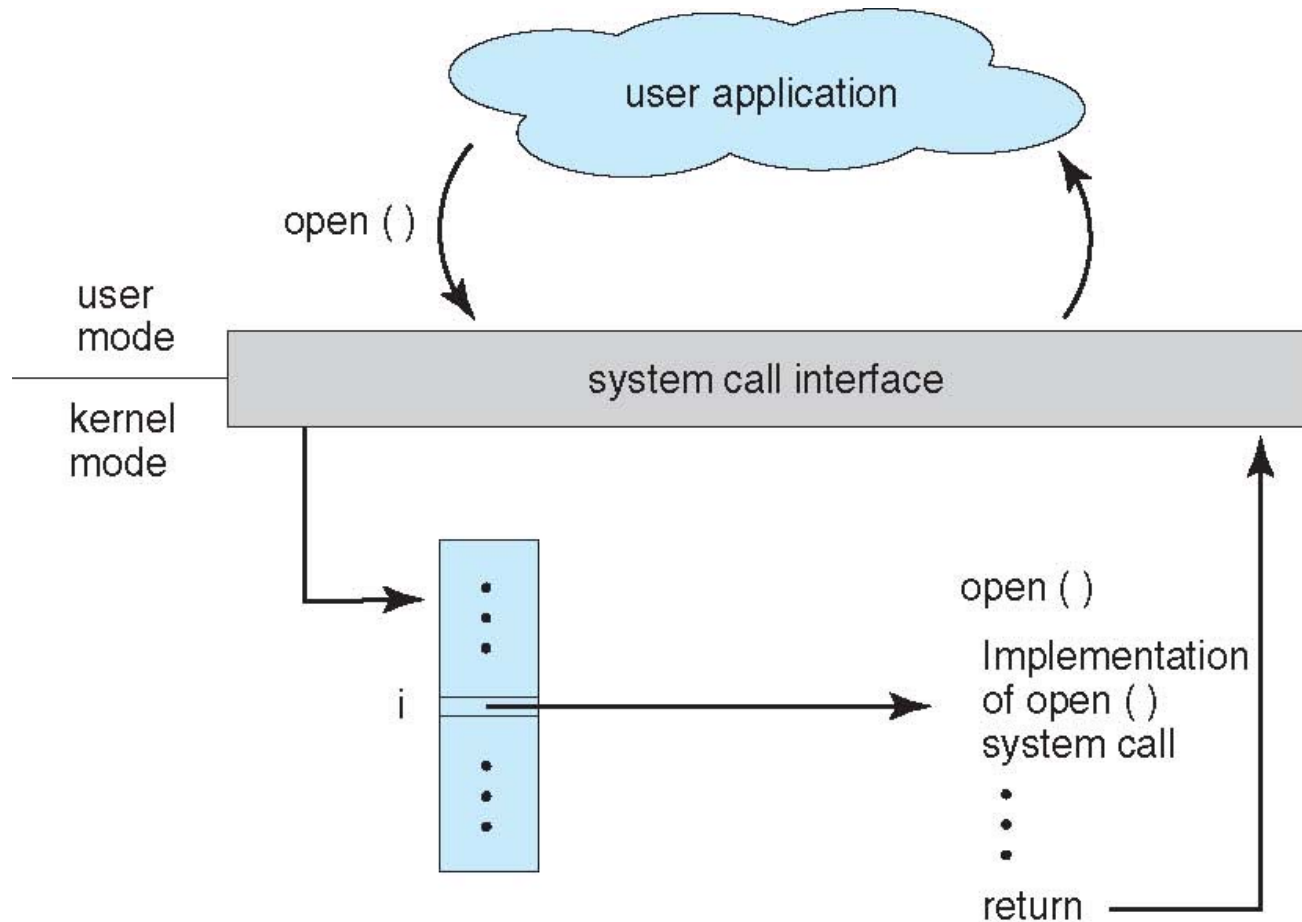 user application
open ( )
user
mode
system call interface
kernel
mode
open ( )
Implementation
of open ( )
system call
i
return